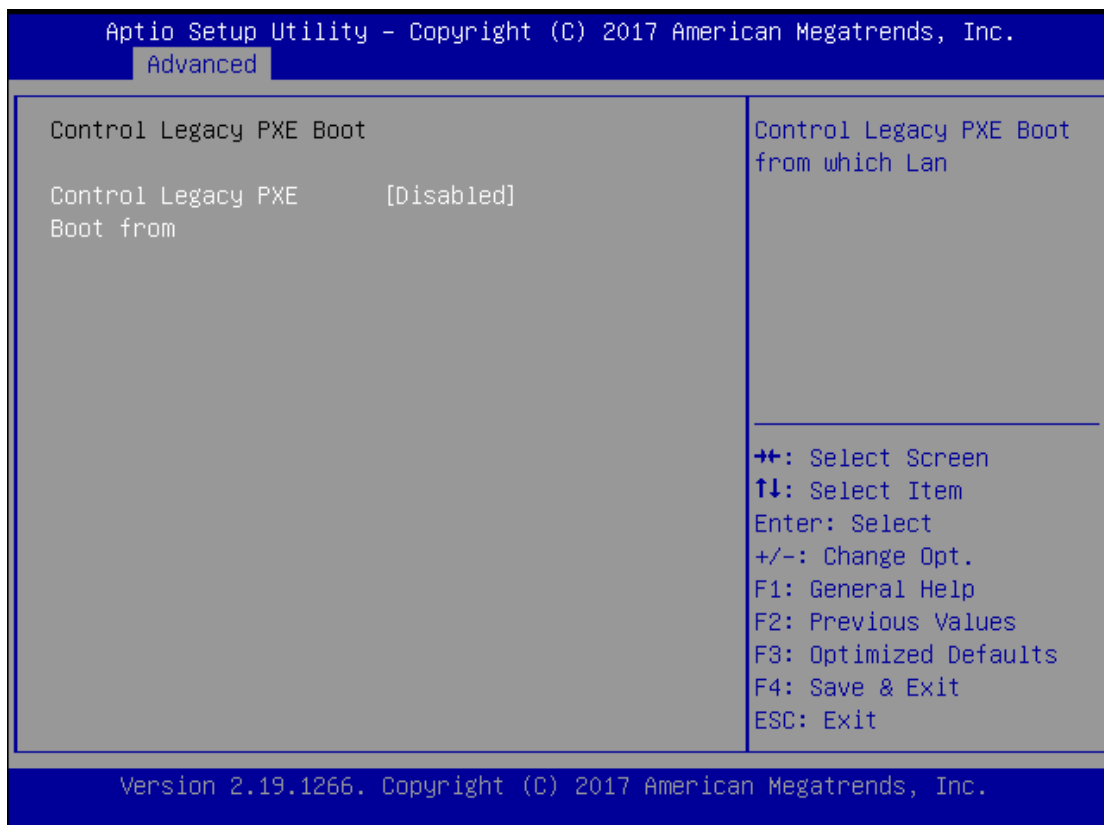 Aptio Setup Utility – Copyright (C) 2017 American Megatrends, Inc.
Advanced
Control Legacy PXE Boot
Control Legacy PXE [Disabled]
Boot from
Control Legacy PXE Boot
from which Lan
→←: Select Screen
↑↓: Select Item
Enter: Select
+/-: Change Opt.
F1: General Help
F2: Previous Values
F3: Optimized Defaults
F4: Save & Exit
ESC: Exit
Version 2.19.1266. Copyright (C) 2017 American Megatrends, Inc.